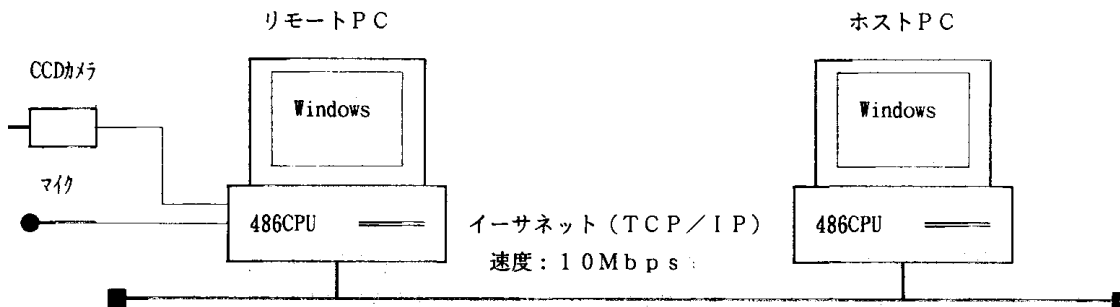 リモートＰＣ
ホストＰＣ
CCDｶﾒﾗ
Windows
Windows
ﾏｲｸ
486CPU
イーサネット（ＴＣＰ／ＩＰ）
486CPU
速度：１０Ｍｂｐｓ